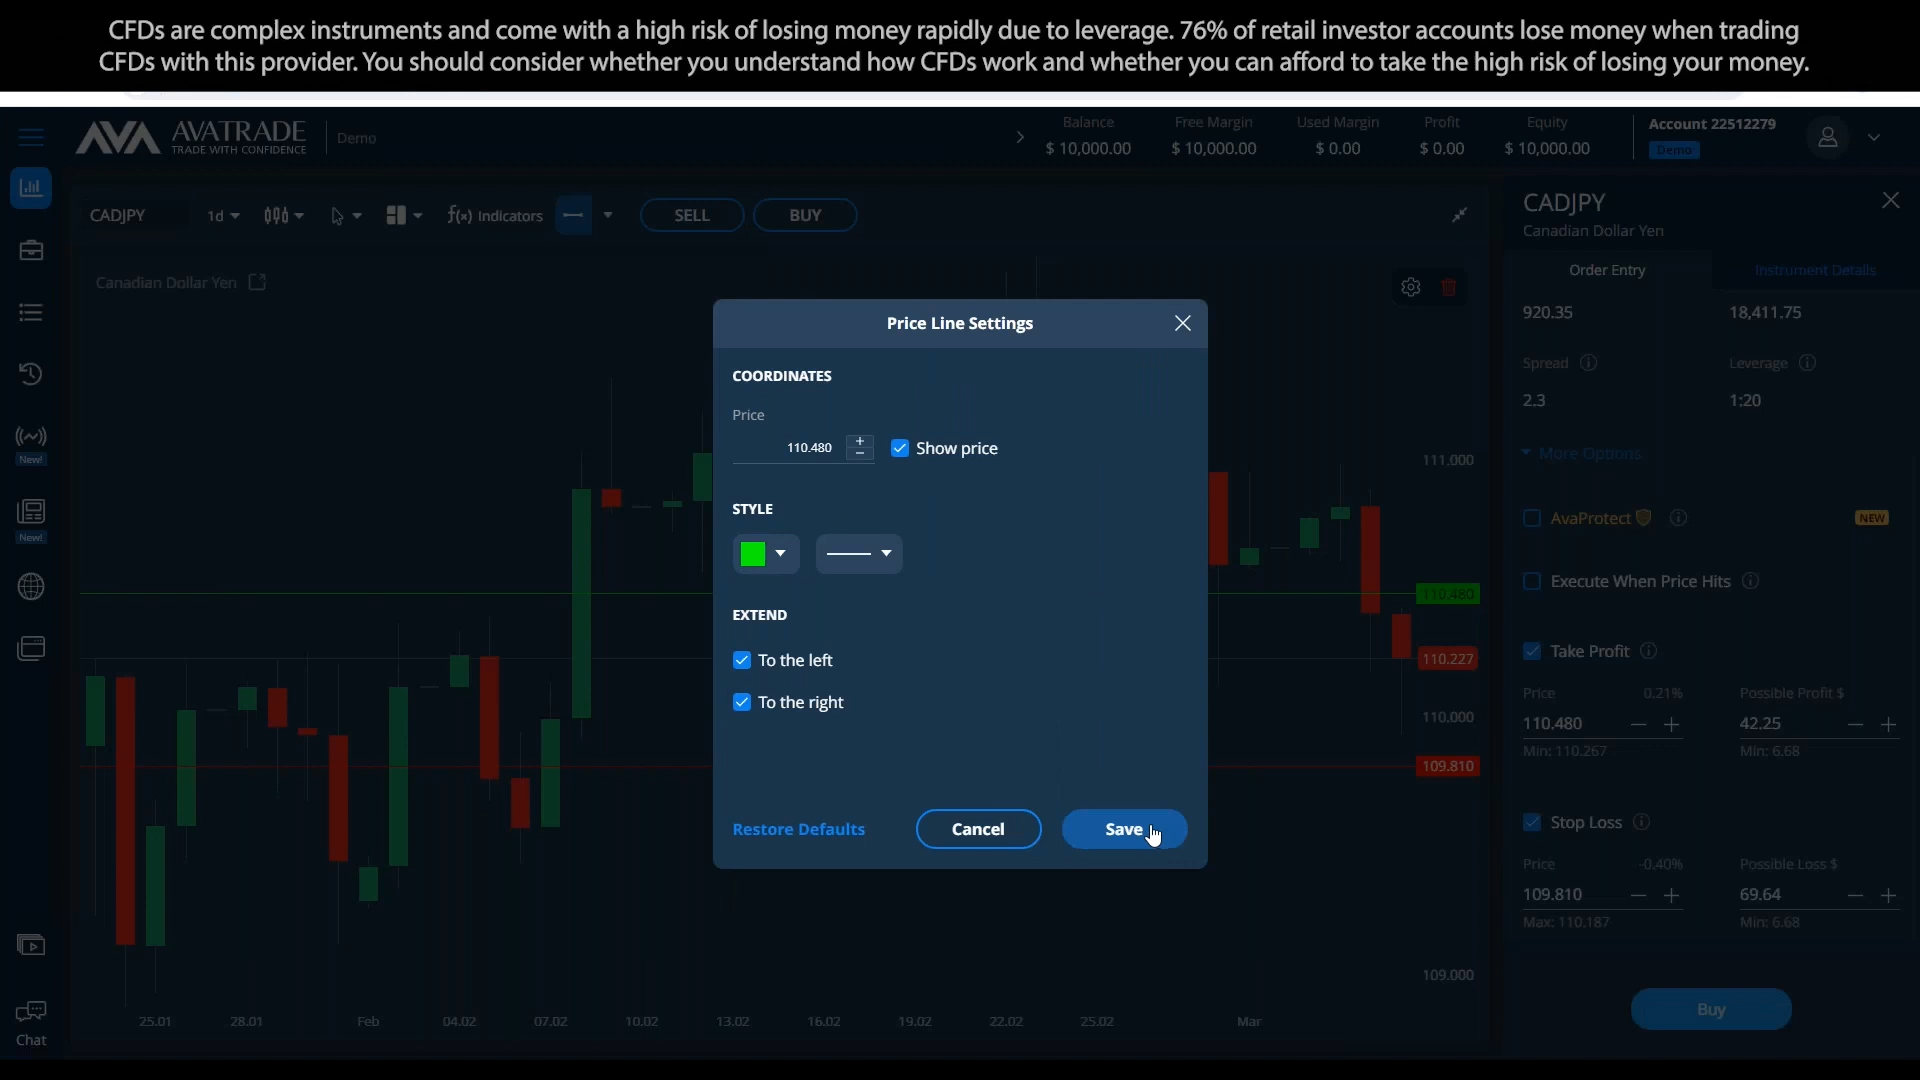 CFDs are complex instruments and come with a high risk of losing money rapidly due to leverage. 76% of retail investor accounts lose money when trading
CFDs with this provider. You should consider whether you understand how CFDs work and whether you can afford to take the high risk of losing your money.
AVATRADE
TRADE WITH CONFIDENCE
Demo
Balance Free Margin Used Margin Profit Equity
$ 10,000.00 $ 10,000.00 $ 0.00 $ 0.00 $ 10,000.00
Account 22512279
Demo
CADJPY 1d f(x) Indicators SELL BUY
Canadian Dollar Yen
New!
New!
Chat
Price Line Settings
COORDINATES
Price
110.480 Show price
STYLE
EXTEND
To the left
To the right
Restore Defaults Cancel Save
111.000
110.480
110.227
110.000
109.810
109.000
25.01 28.01 Feb 04.02 07.02 10.02 13.02 16.02 19.02 22.02 25.02 Mar
CADJPY
Canadian Dollar Yen
Order Entry Instrument Details
920.35 18,411.75
Spread Leverage
2.3 1:20
More Options
AvaProtect NEW
Execute When Price Hits
Take Profit
Price 0.21% Possible Profit $
110.480 42.25
Min: 110.267 Min: 6.68
Stop Loss
Price -0.40% Possible Loss $
109.810 69.64
Max: 110.187 Min: 6.68
Buy